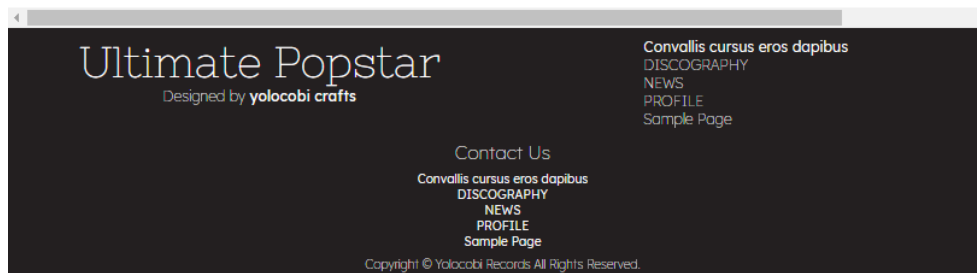 Ultimate Popstar
Designed by yolocobi crafts
Convallis cursus eros dapibus
DISCOGRAPHY
NEWS
PROFILE
Sample Page
Contact Us
Convallis cursus eros dapibus
DISCOGRAPHY
NEWS
PROFILE
Sample Page
Copyright © Yolocobi Records All Rights Reserved.